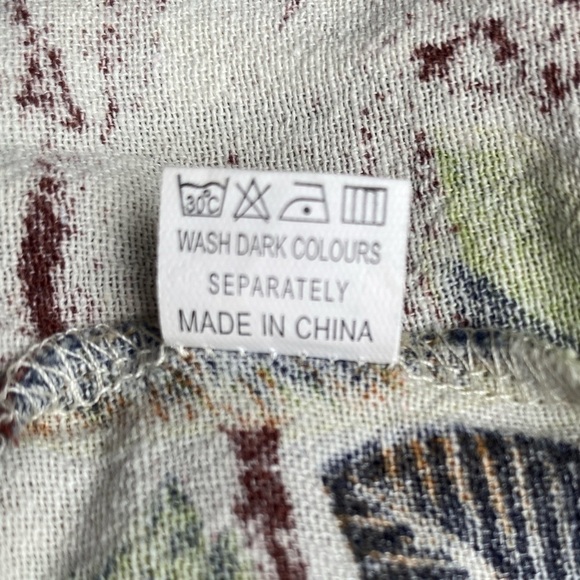 30°C
WASH DARK COLOURS
SEPARATELY
MADE IN CHINA